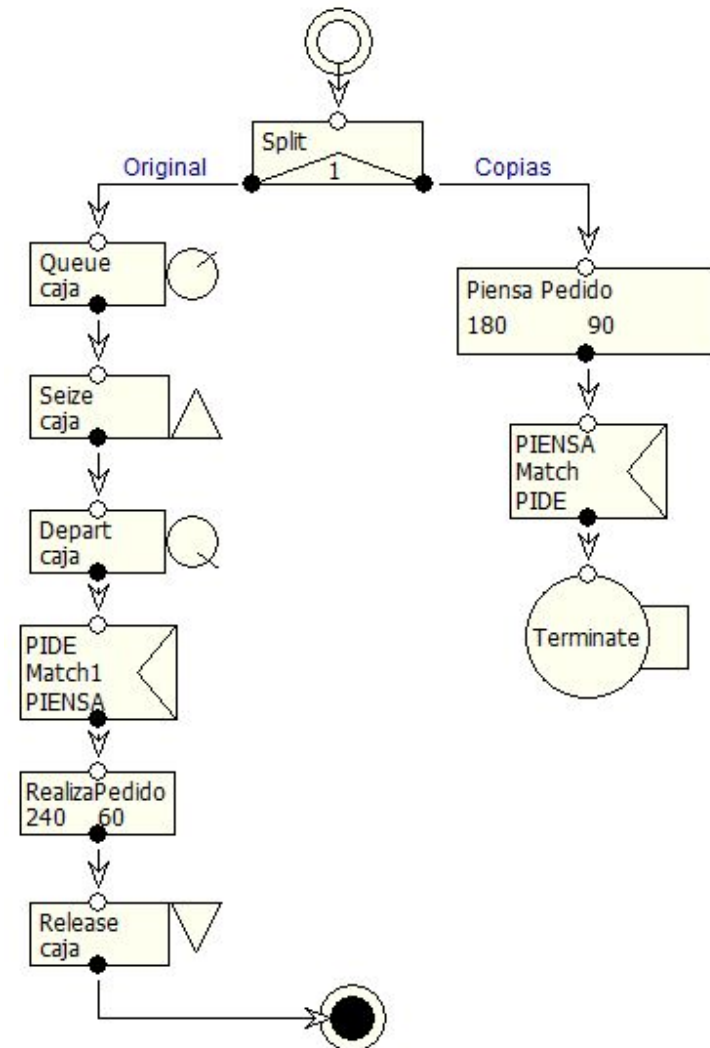 Split
1
Original
Copias
Queue
caja
Seize
caja
Depart
caja
PIDE
Match1
PIENSA
RealizaPedido
240 60
Release
caja
Piensa Pedido
180 90
PIENSA
Match
PIDE
Terminate